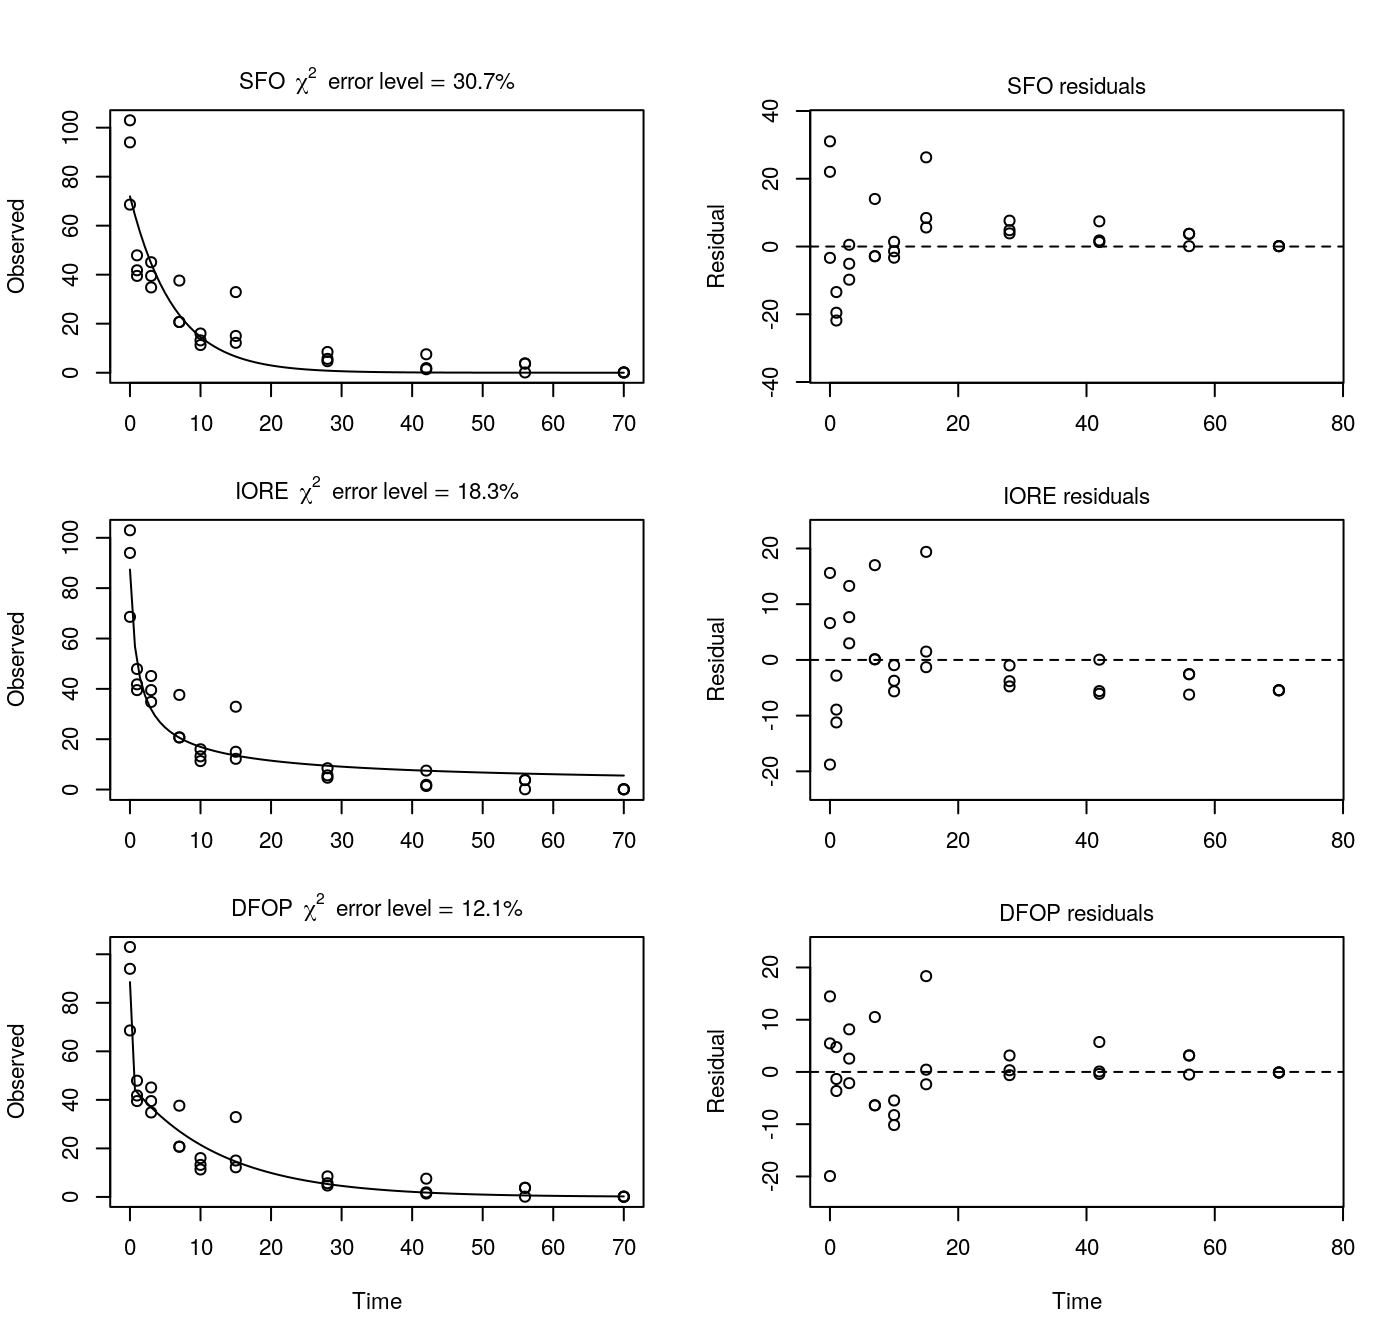 SFO χ² error level = 30.7%
Observed
0 20 40 60 80 100
0 10 20 30 40 50 60 70
SFO residuals
Residual
-40 -20 0 20 40
0 20 40 60 80
IORE χ² error level = 18.3%
Observed
0 20 40 60 80 100
0 10 20 30 40 50 60 70
IORE residuals
Residual
-20 -10 0 10 20
0 20 40 60 80
DFOP χ² error level = 12.1%
Observed
0 20 40 60 80
0 10 20 30 40 50 60 70
Time
DFOP residuals
Residual
-20 -10 0 10 20
0 20 40 60 80
Time